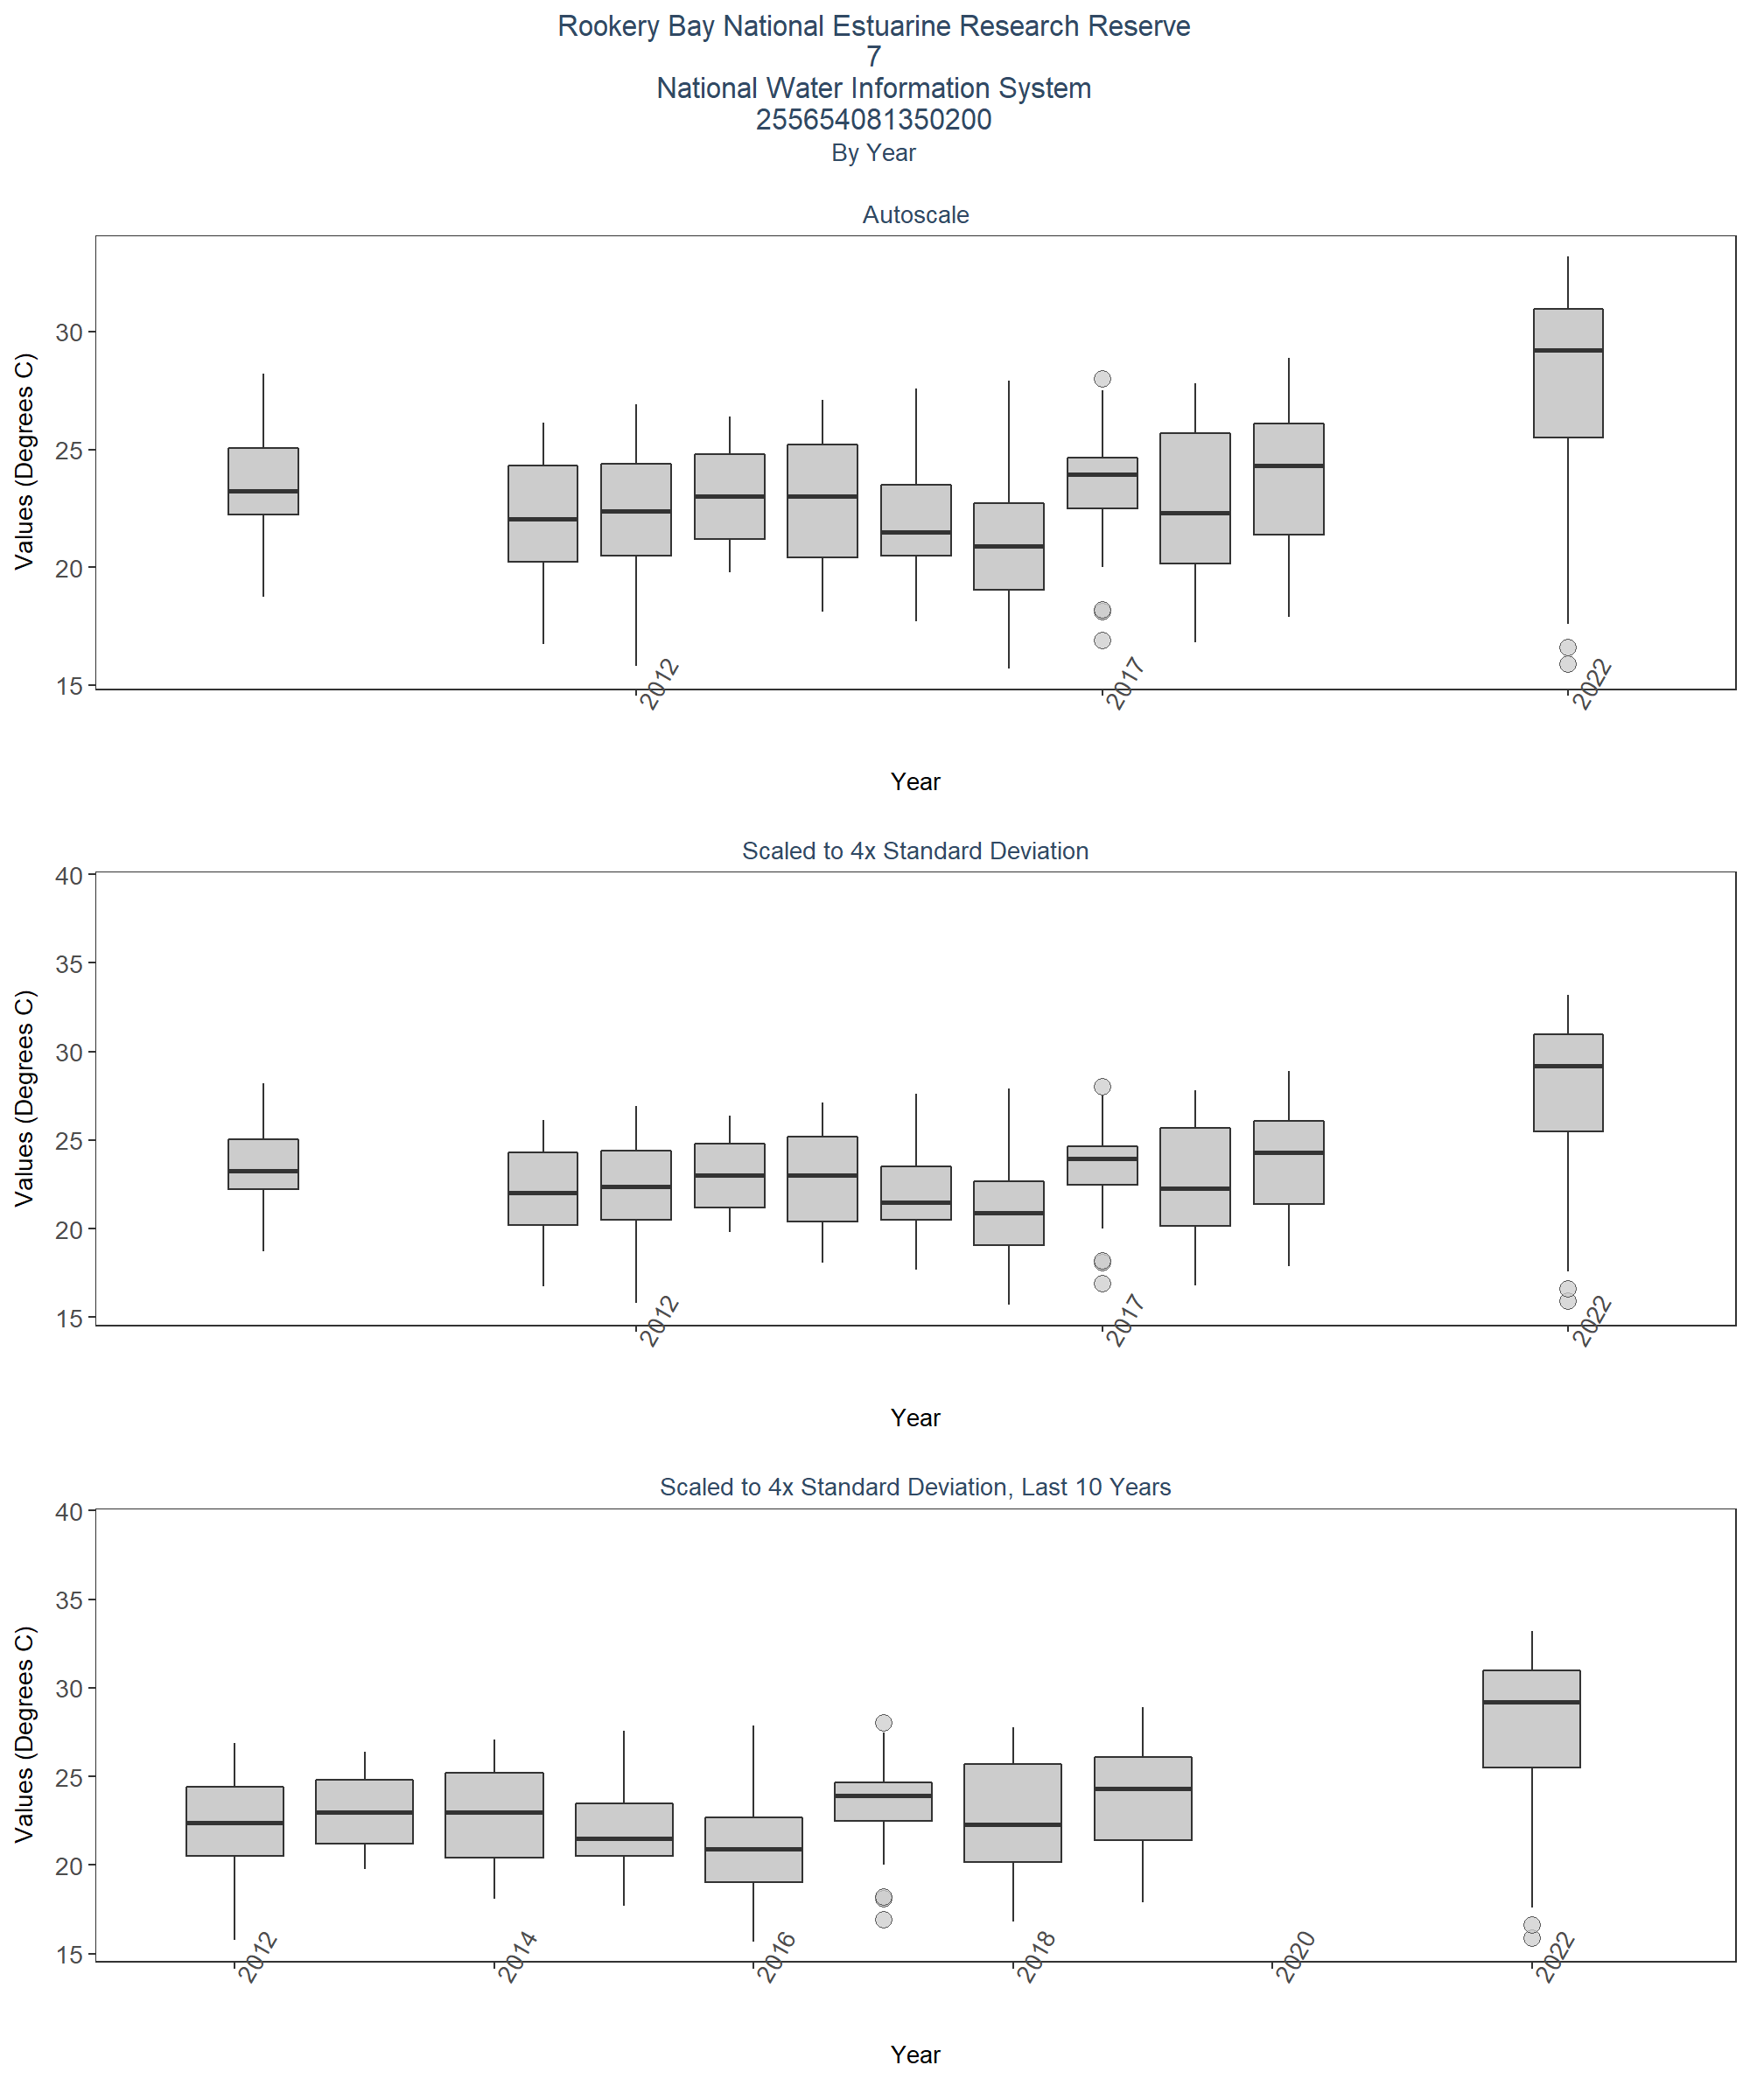 Rookery Bay National Estuarine Research Reserve
7
National Water Information System
255654081350200
By Year
Autoscale
Values (Degrees C)
30
25
20
15
2012
2017
2022
Year
Scaled to 4x Standard Deviation
Values (Degrees C)
40
35
30
25
20
15
2012
2017
2022
Year
Scaled to 4x Standard Deviation, Last 10 Years
Values (Degrees C)
40
35
30
25
20
15
2012
2014
2016
2018
2020
2022
Year